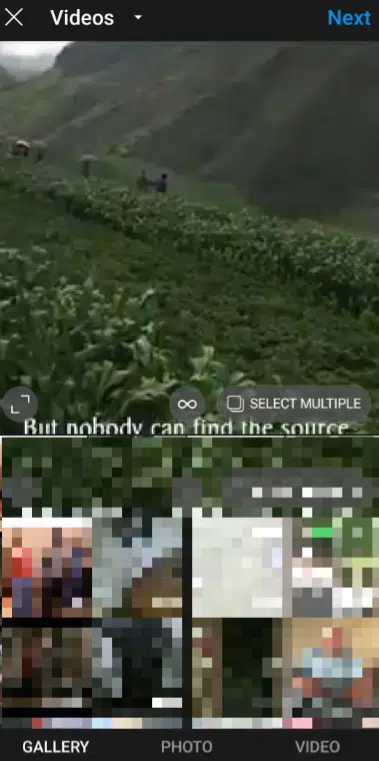 Videos
Next
SELECT MULTIPLE
But nobody can find the source
GALLERY
PHOTO
VIDEO